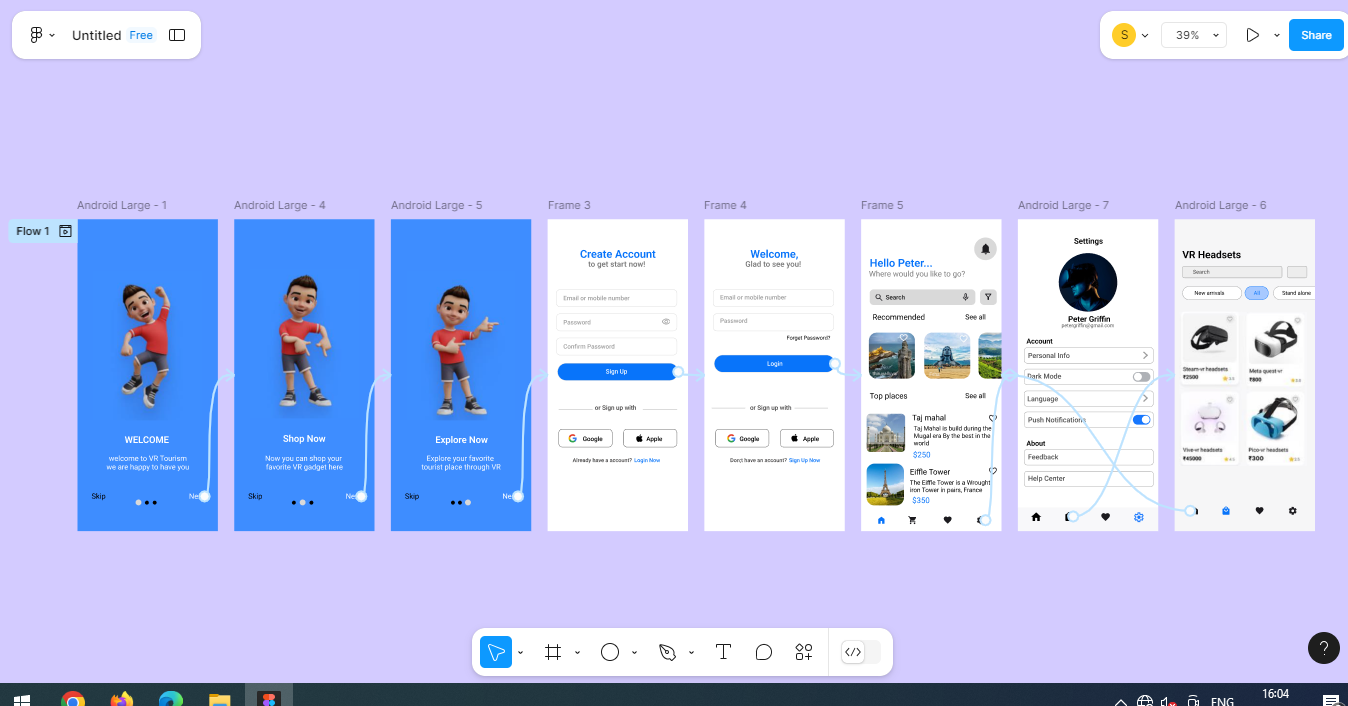 Untitled Free
S
39%
Share
Flow 1
Android Large - 1
WELCOME
welcome to VR Tourism
we are happy to have you
Skip
Android Large - 4
Shop Now
Now you can shop your
favorite VR gadget here
Skip
Android Large - 5
Explore Now
Explore your favorite
tourist place through VR
Skip
Frame 3
Create Account
to get start now!
Email or mobile number
Password
Confirm Password
Sign Up
or Sign up with
Google
Apple
Already have a account? Login Now
Frame 4
Welcome,
Glad to see you!
Email or mobile number
Password
Forget Password?
Login
or Sign up with
Google
Apple
Don;t have an account? Sign Up Now
Frame 5
Hello Peter...
Where would you like to go?
Search
Recommended See all
Top places See all
Taj mahal
Taj Mahal is build during the
Mugal era By the best in the
world
$250
Eiffle Tower
The Eiffle Tower is a Wrought
iron Tower in pairs, France
$350
Android Large - 7
Settings
Peter Griffin
petergriffin@gmail.com
Account
Personal Info
Dark Mode
Language
Push Notifications
About
Feedback
Help Center
Android Large - 6
VR Headsets
Search
New arrivals
All
Stand alone
Steam-vr headsets
₹2500
Meta quest-vr
₹800
Vive-vr headsets
₹45000
Pico-vr headsets
₹300
?
ENG
16:04